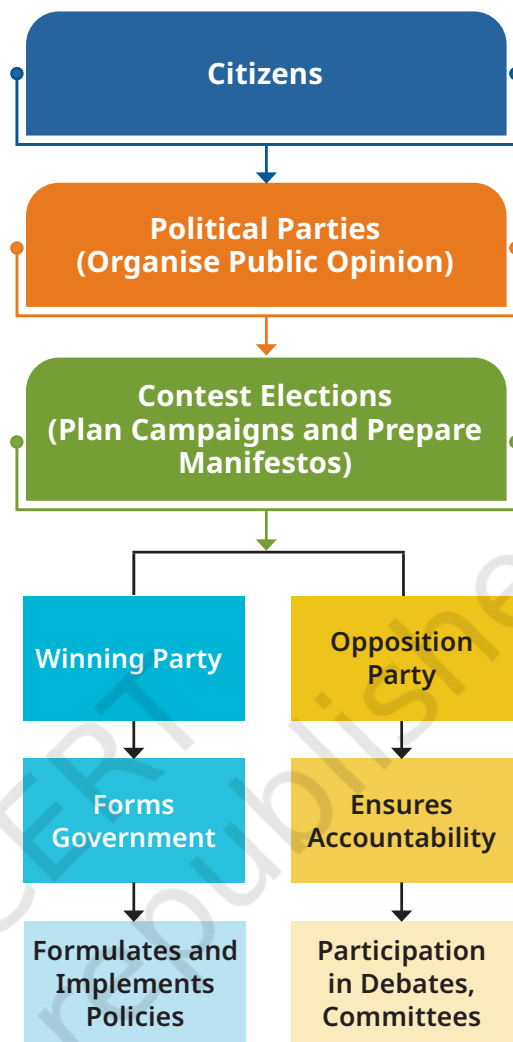 Citizens
Political Parties
(Organise Public Opinion)
Contest Elections
(Plan Campaigns and Prepare
Manifestos)
Winning Party
Opposition
Party
Forms
Government
Ensures
Accountability
Formulates and
Implements
Policies
Participation
in Debates,
Committees